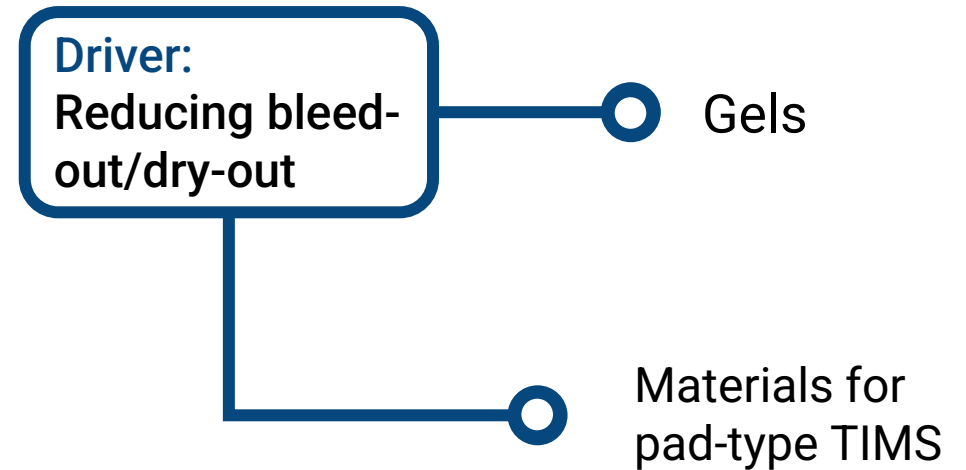 Driver:
Reducing bleed-
out/dry-out
Gels
Materials for
pad-type TIMS